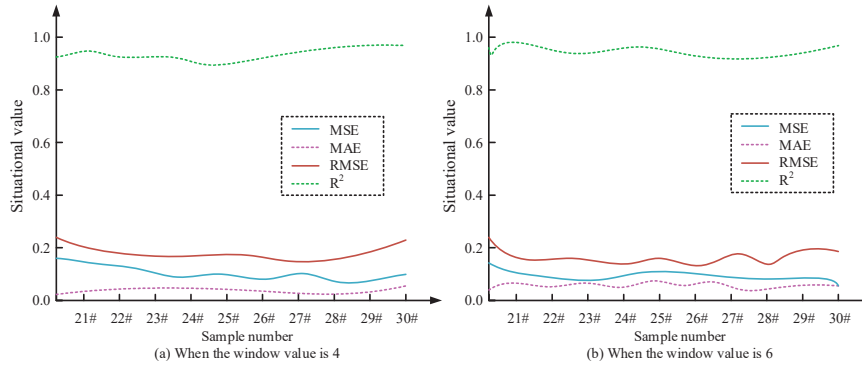 Situational value
1.0
0.8
0.6
0.4
0.2
0.0
MSE
MAE
RMSE
R²
21# 22# 23# 24# 25# 26# 27# 28# 29# 30#
Sample number
(a) When the window value is 4
Situational value
1.0
0.8
0.6
0.4
0.2
0.0
MSE
MAE
RMSE
R²
21# 22# 23# 24# 25# 26# 27# 28# 29# 30#
Sample number
(b) When the window value is 6